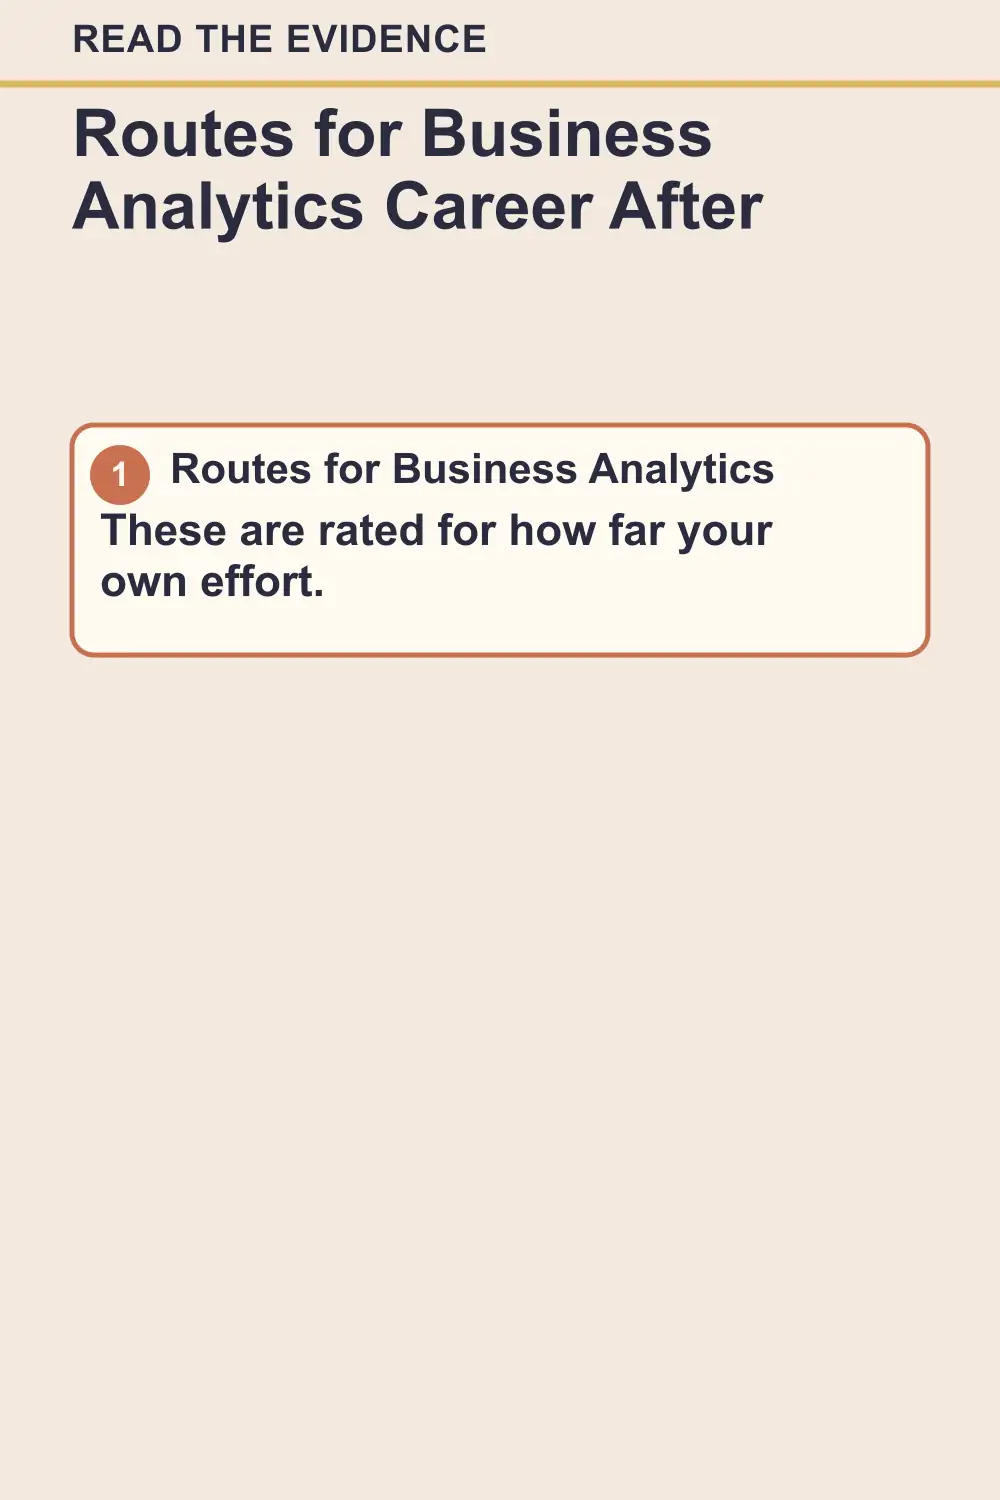 READ THE EVIDENCE
Routes for Business
Analytics Career After
1 Routes for Business Analytics
These are rated for how far your
own effort.